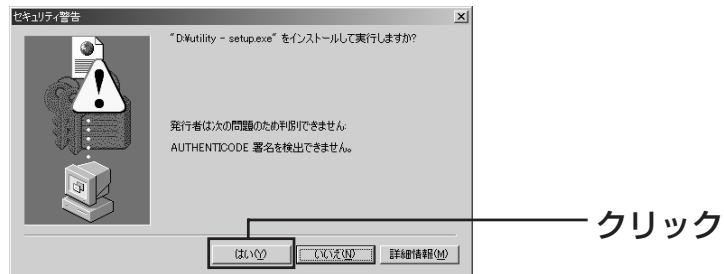 セキュリティ警告
"D:¥utility - setup.exe" をインストールして実行しますか?
発行者は次の問題のため判別できません:
AUTHENTICODE 署名を検出できません。
はい(Y)
いいえ(N)
詳細情報(M)
クリック